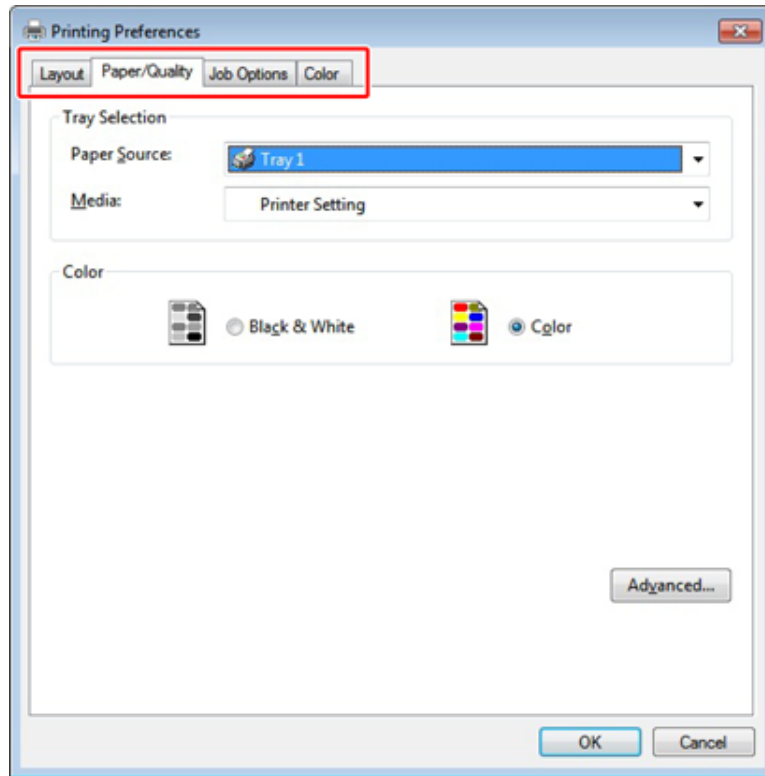 Printing Preferences
Layout Paper/Quality Job Options Color
Tray Selection
Paper Source: Tray 1
Media: Printer Setting
Color
Black & White Color
Advanced...
OK Cancel